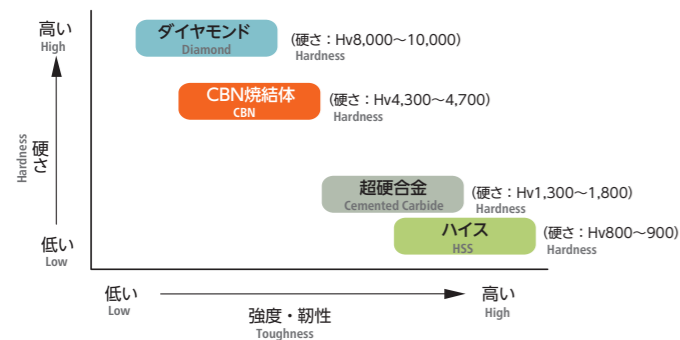 高い
High
ダイヤモンド
Diamond
(硬さ：Hv8,000〜10,000)
Hardness
CBN焼結体
CBN
(硬さ：Hv4,300〜4,700)
Hardness
硬さ
Hardness
超硬合金
Cemented Carbide
(硬さ：Hv1,300〜1,800)
Hardness
ハイス
HSS
(硬さ：Hv800〜900)
Hardness
低い
Low
低い
Low
強度・靭性
Toughness
高い
High